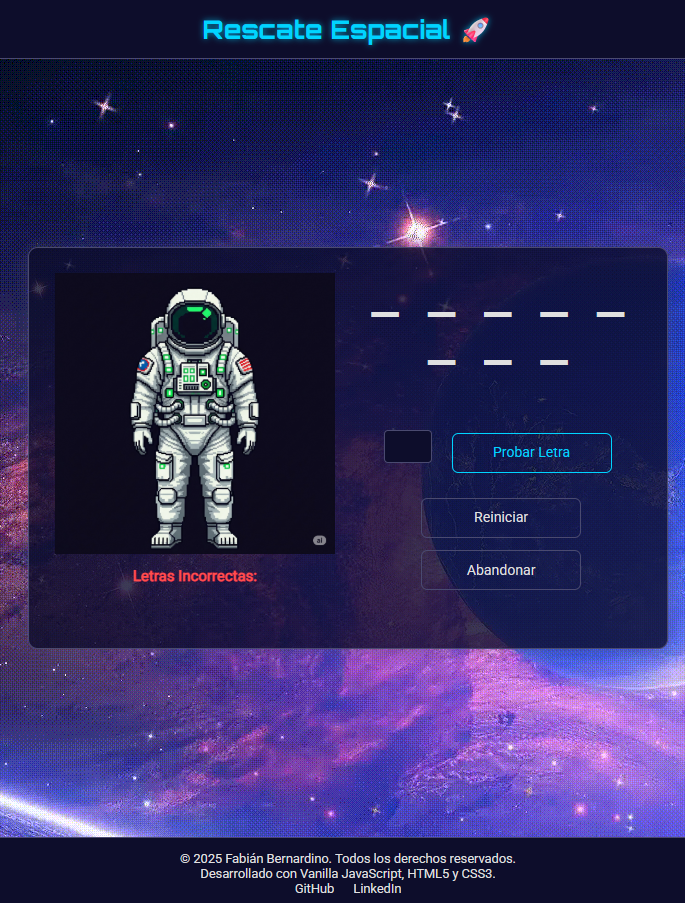 Rescate Espacial 🚀
_ _ _ _ _
_ _ _
Probar Letra
Reiniciar
Abandonar
ai
Letras Incorrectas:
© 2025 Fabián Bernardino. Todos los derechos reservados.
Desarrollado con Vanilla JavaScript, HTML5 y CSS3.
GitHub LinkedIn